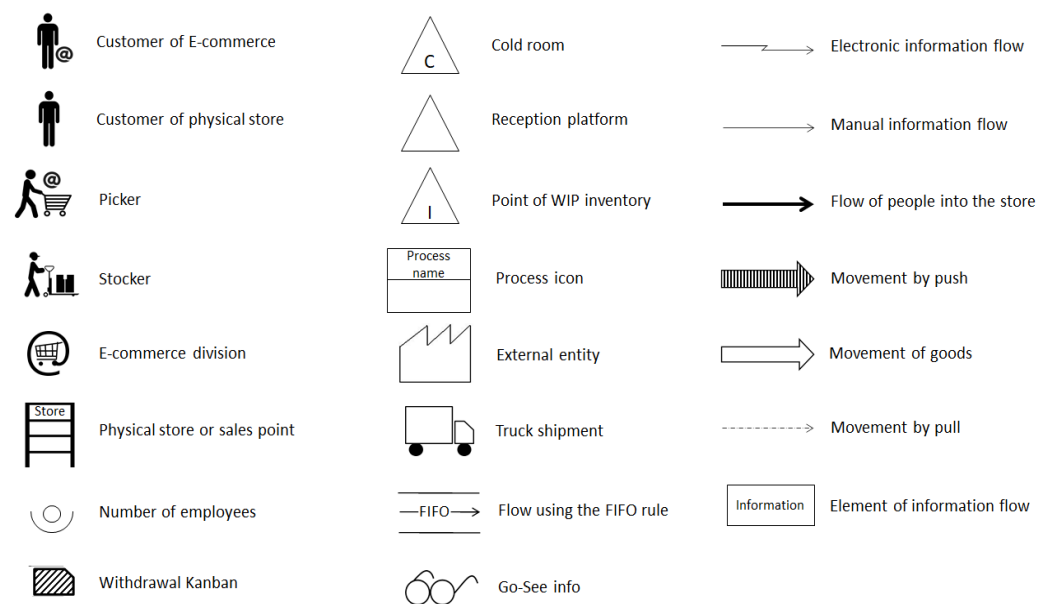 @
Customer of E-commerce
Customer of physical store
@
Picker
Stocker
E-commerce division
Store
Physical store or sales point
Number of employees
Withdrawal Kanban
C
Cold room
Reception platform
I
Point of WIP inventory
Process
name
Process icon
External entity
Truck shipment
FIFO
Flow using the FIFO rule
Go-See info
Electronic information flow
Manual information flow
Flow of people into the store
Movement by push
Movement of goods
Movement by pull
Information
Element of information flow